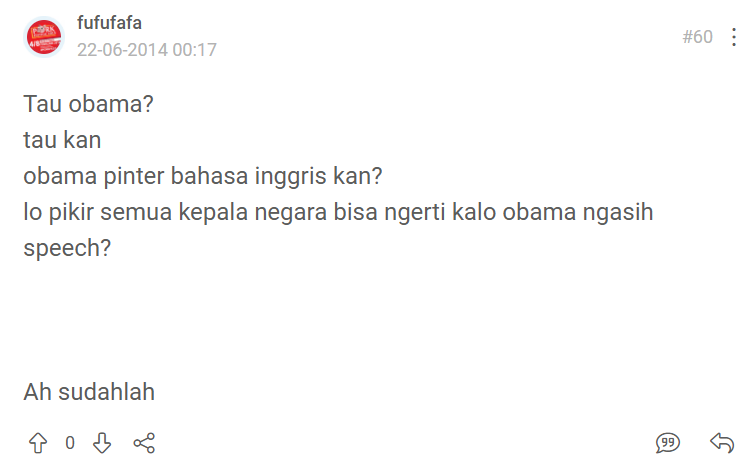 fufufafa
22-06-2014 00:17
#60
Tau obama?
tau kan
obama pinter bahasa inggris kan?
lo pikir semua kepala negara bisa ngerti kalo obama ngasih
speech?
Ah sudahlah
0